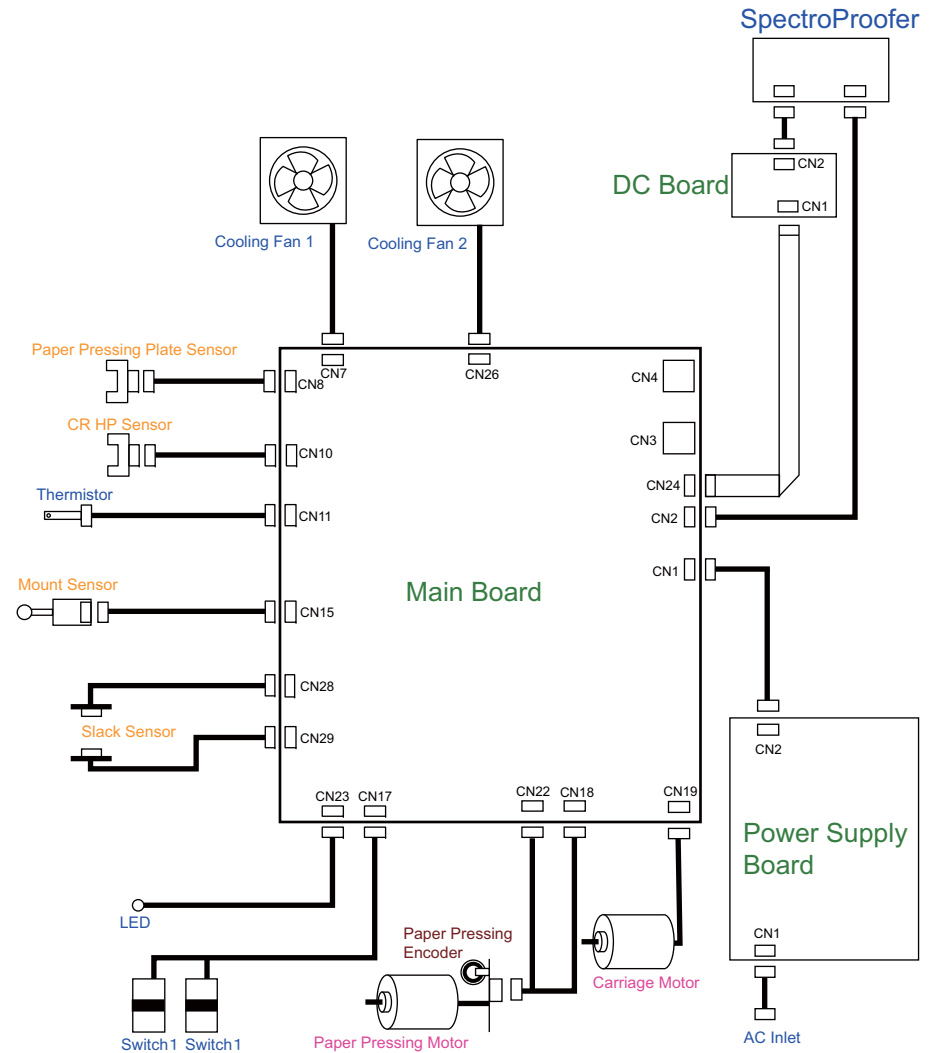 SpectroProofer
CN2
DC Board
CN1
Cooling Fan 1
Cooling Fan 2
Paper Pressing Plate Sensor
CN7
CN26
CN8
CN4
CR HP Sensor
CN10
CN3
Thermistor
CN24
CN11
CN2
CN1
Mount Sensor
Main Board
CN15
CN28
Slack Sensor
CN29
CN2
CN23
CN17
CN22
CN18
CN19
Power Supply
Board
LED
Paper Pressing
Encoder
CN1
Carriage Motor
Switch1
Switch1
Paper Pressing Motor
AC Inlet